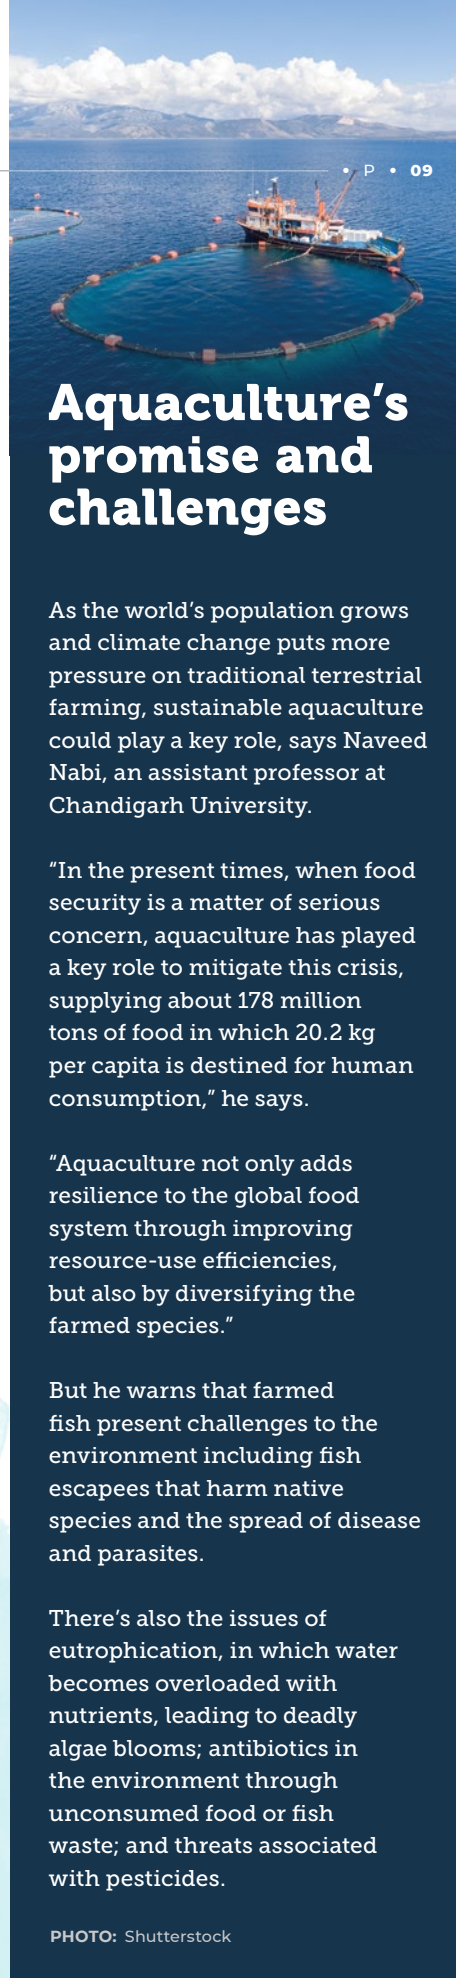 • P • 09
Aquaculture’s
promise and
challenges
As the world’s population grows
and climate change puts more
pressure on traditional terrestrial
farming, sustainable aquaculture
could play a key role, says Naveed
Nabi, an assistant professor at
Chandigarh University.
“In the present times, when food
security is a matter of serious
concern, aquaculture has played
a key role to mitigate this crisis,
supplying about 178 million
tons of food in which 20.2 kg
per capita is destined for human
consumption,” he says.
“Aquaculture not only adds
resilience to the global food
system through improving
resource-use efficiencies,
but also by diversifying the
farmed species.”
But he warns that farmed
fish present challenges to the
environment including fish
escapees that harm native
species and the spread of disease
and parasites.
There’s also the issues of
eutrophication, in which water
becomes overloaded with
nutrients, leading to deadly
algae blooms; antibiotics in
the environment through
unconsumed food or fish
waste; and threats associated
with pesticides.
PHOTO: Shutterstock